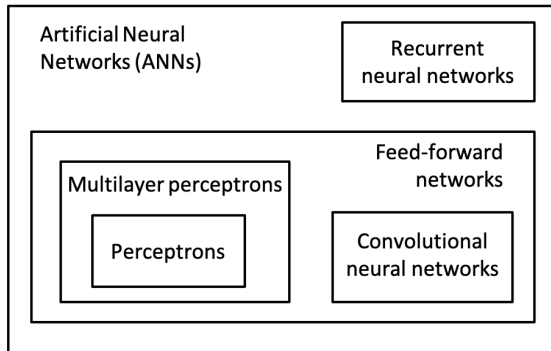 Artificial Neural
Networks (ANNs)
Recurrent
neural networks
Feed-forward
networks
Multilayer perceptrons
Perceptrons
Convolutional
neural networks